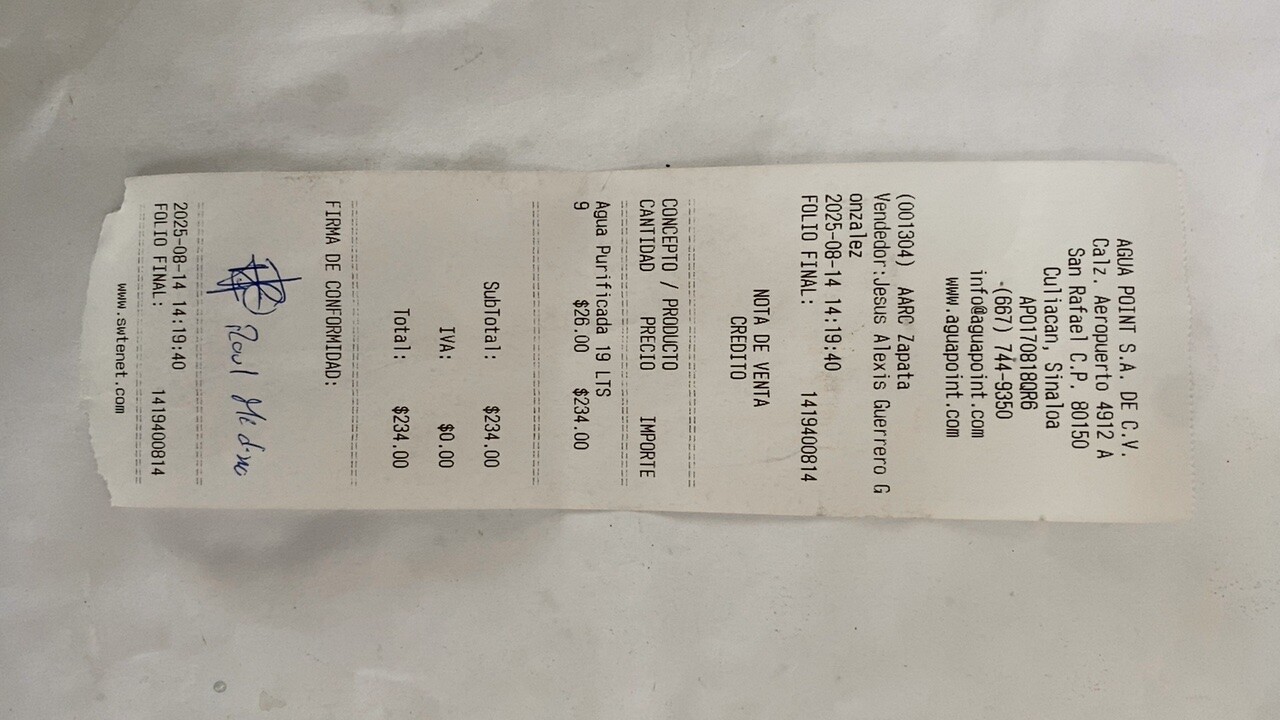 AGUA POINT S.A. DE C.V.
Calz. Aeropuerto 4912 A
San Rafael C.P. 80150
Culiacan, Sinaloa
APO170818QR6
(667) 744-9350
info@aguapoint.com
www.aguapoint.com
(001304) AARC Zapata
Vendedor:Jesus Alexis Guerrero G
onzalez
2025-08-14 14:19:40
FOLIO FINAL: 1419400814
NOTA DE VENTA
CREDITO
CONCEPTO / PRODUCTO
CANTIDAD PRECIO IMPORTE
Agua Purificada 19 LTS
9 $26.00 $234.00
SubTotal: $234.00
IVA: $0.00
Total: $234.00
FIRMA DE CONFORMIDAD:
Medina
2025-08-14 14:19:40
FOLIO FINAL: 1419400814
www.swtenet.com